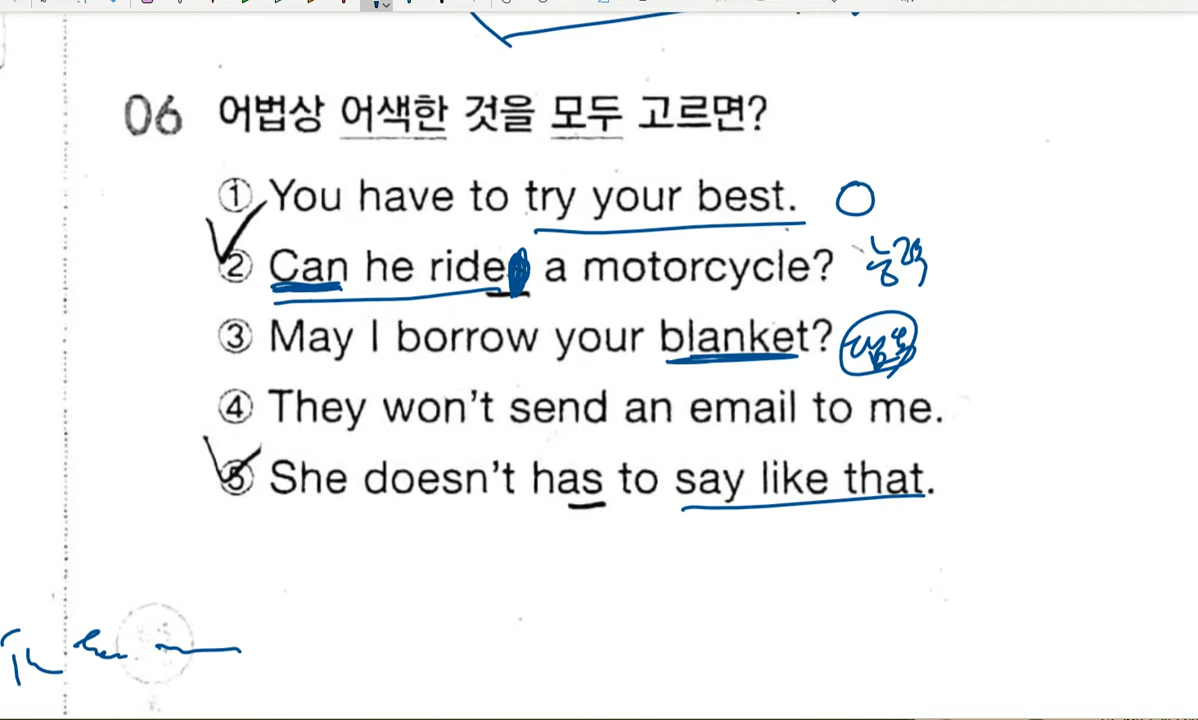 06 어법상 어색한 것을 모두 고르면?
① You have to try your best.
② Can he ride a motorcycle? 능력
③ May I borrow your blanket? 담요
④ They won't send an email to me.
⑤ She doesn't has to say like that.